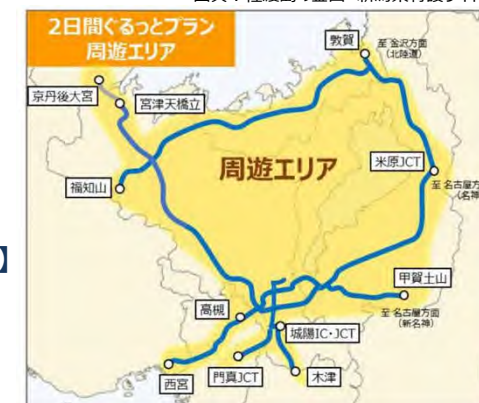 2日間ぐるっとプラン
周遊エリア
敦賀
至 金沢方面
(北陸道)
京丹後大宮
宮津天橋立
米原JCT
周遊エリア
至 名古屋方
(名神
福知山
】
甲賀土山
高槻
至 名古屋方面
(新名神)
城陽IC・JCT
西宮
門真JCT
木津